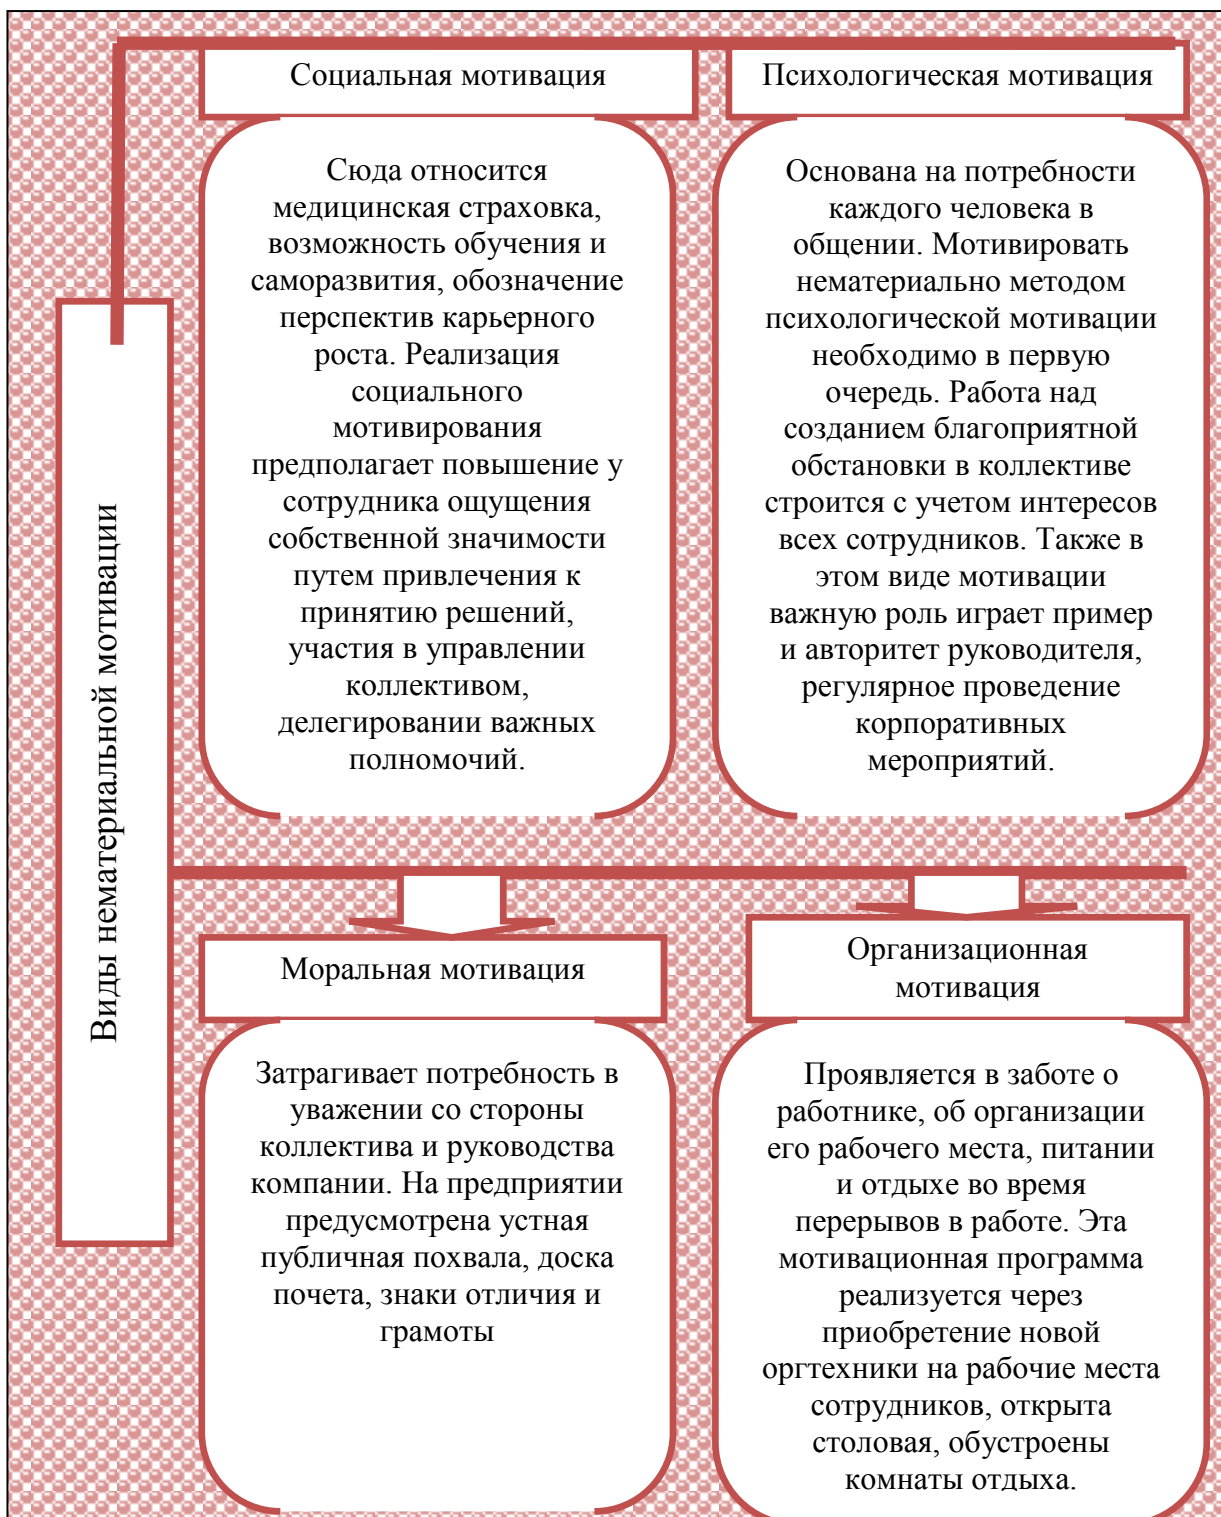 Виды нематериальной мотивации
Социальная мотивация
Сюда относится
медицинская страховка,
возможность обучения и
саморазвития, обозначение
перспектив карьерного
роста. Реализация
социального
мотивирования
предполагает повышение у
сотрудника ощущения
собственной значимости
путем привлечения к
принятию решений,
участия в управлении
коллективом,
делегировании важных
полномочий.
Психологическая мотивация
Основана на потребности
каждого человека в
общении. Мотивировать
нематериально методом
психологической мотивации
необходимо в первую
очередь. Работа над
созданием благоприятной
обстановки в коллективе
строится с учетом интересов
всех сотрудников. Также в
этом виде мотивации
важную роль играет пример
и авторитет руководителя,
регулярное проведение
корпоративных
мероприятий.
Моральная мотивация
Затрагивает потребность в
уважении со стороны
коллектива и руководства
компании. На предприятии
предусмотрена устная
публичная похвала, доска
почета, знаки отличия и
грамоты
Организационная
мотивация
Проявляется в заботе о
работнике, об организации
его рабочего места, питании
и отдыхе во время
перерывов в работе. Эта
мотивационная программа
реализуется через
приобретение новой
оргтехники на рабочие места
сотрудников, открыта
столовая, обустроены
комнаты отдыха.